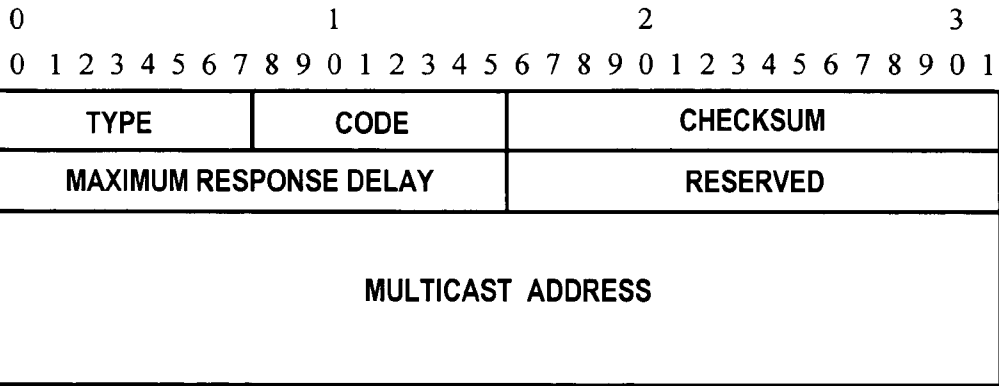 0 1 2 3
0 1 2 3 4 5 6 7 8 9 0 1 2 3 4 5 6 7 8 9 0 1 2 3 4 5 6 7 8 9 0 1
TYPE CODE CHECKSUM
MAXIMUM RESPONSE DELAY RESERVED
MULTICAST ADDRESS